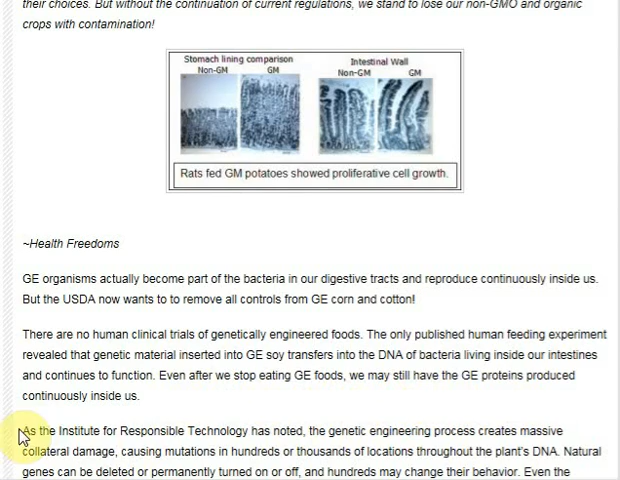 their choices. But without the continuation of current regulations, we stand to lose our non-GMO and organic
crops with contamination!
Stomach lining comparison
Non-GM GM
Intestinal Wall
Non-GM GM
Rats fed GM potatoes showed proliferative cell growth.
~Health Freedoms
GE organisms actually become part of the bacteria in our digestive tracts and reproduce continuously inside us.
But the USDA now wants to to remove all controls from GE corn and cotton!
There are no human clinical trials of genetically engineered foods. The only published human feeding experiment
revealed that genetic material inserted into GE soy transfers into the DNA of bacteria living inside our intestines
and continues to function. Even after we stop eating GE foods, we may still have the GE proteins produced
continuously inside us.
As the Institute for Responsible Technology has noted, the genetic engineering process creates massive
collateral damage, causing mutations in hundreds or thousands of locations throughout the plant's DNA. Natural
genes can be deleted or permanently turned on or off, and hundreds may change their behavior. Even the